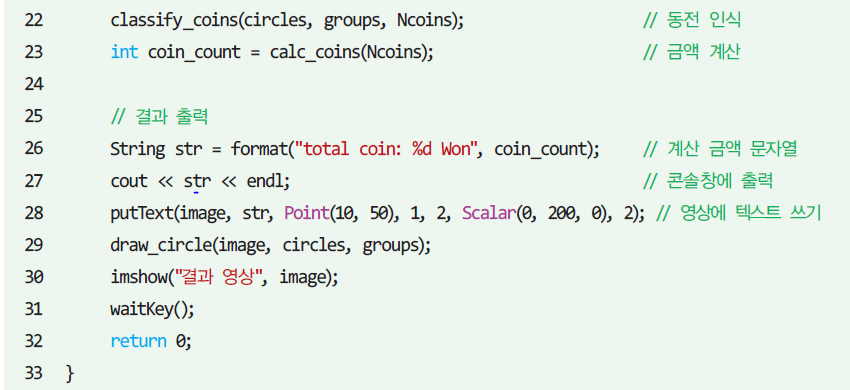 22 classify_coins(circles, groups, Ncoins); // 동전 인식
23 int coin_count = calc_coins(Ncoins); // 금액 계산
24
25 // 결과 출력
26 String str = format("total coin: %d Won", coin_count); // 계산 금액 문자열
27 cout << str << endl; // 콘솔창에 출력
28 putText(image, str, Point(10, 50), 1, 2, Scalar(0, 200, 0), 2); // 영상에 텍스트 쓰기
29 draw_circle(image, circles, groups);
30 imshow("결과 영상", image);
31 waitKey();
32 return 0;
33 }